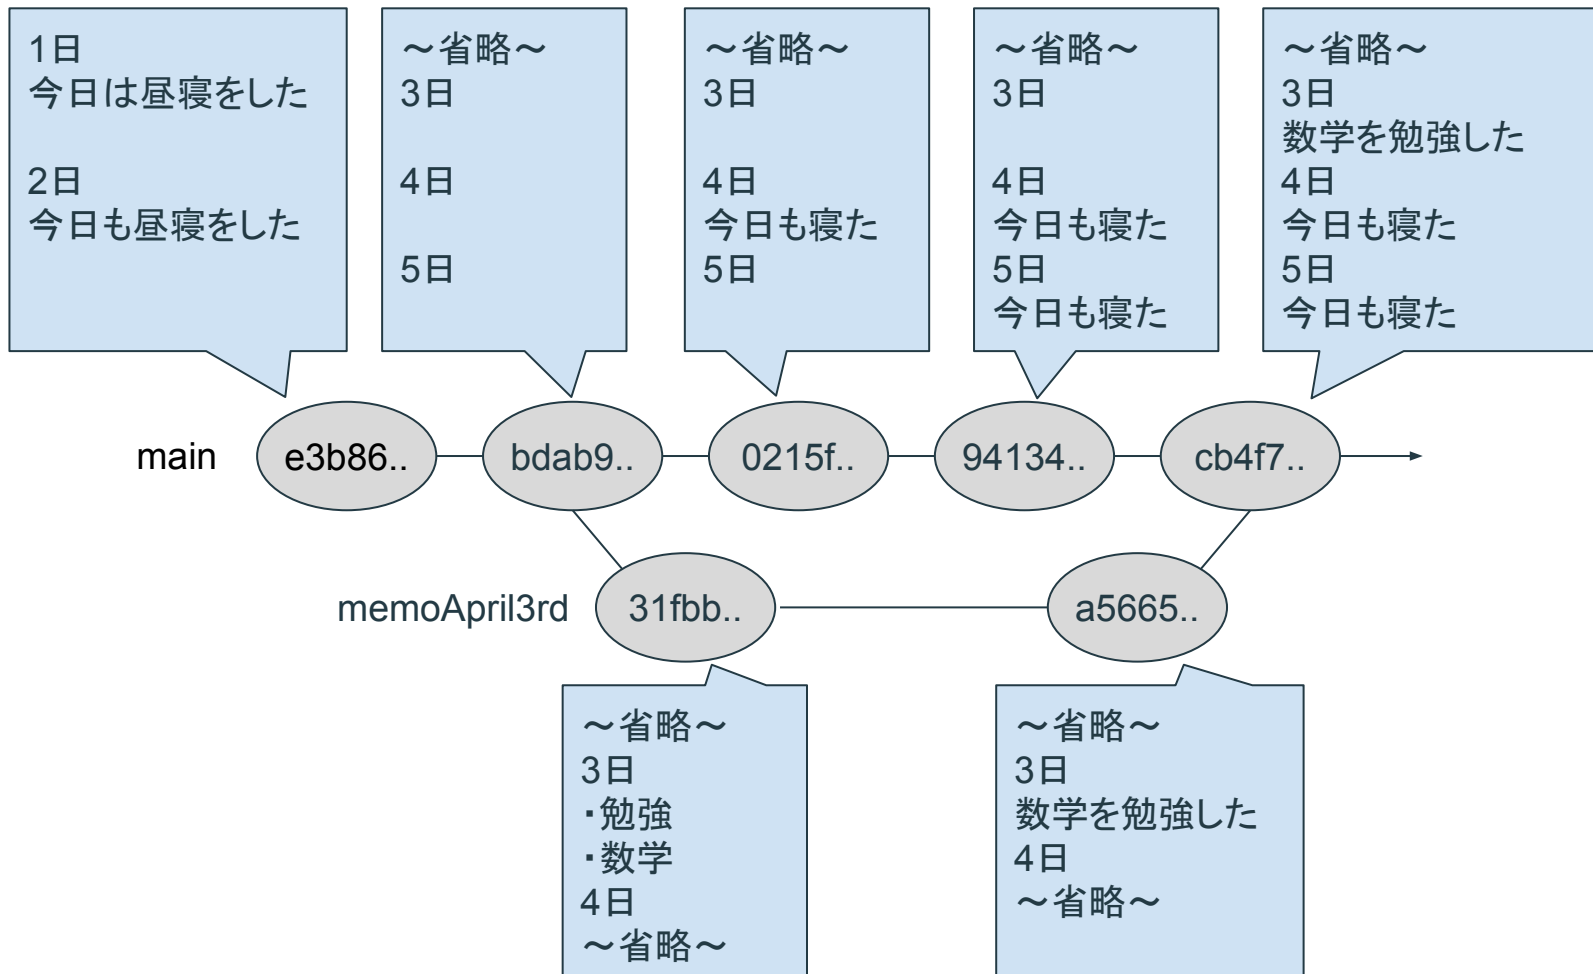 1日
今日は昼寝をした
2日
今日も昼寝をした
~省略~
3日
4日
5日
~省略~
3日
4日
今日も寝た
5日
~省略~
3日
4日
今日も寝た
5日
今日も寝た
~省略~
3日
数学を勉強した
4日
今日も寝た
5日
今日も寝た
main
e3b86..
bdab9..
0215f..
94134..
cb4f7..
memoApril3rd
31fbb..
a5665..
~省略~
3日
・勉強
・数学
4日
~省略~
~省略~
3日
数学を勉強した
4日
~省略~